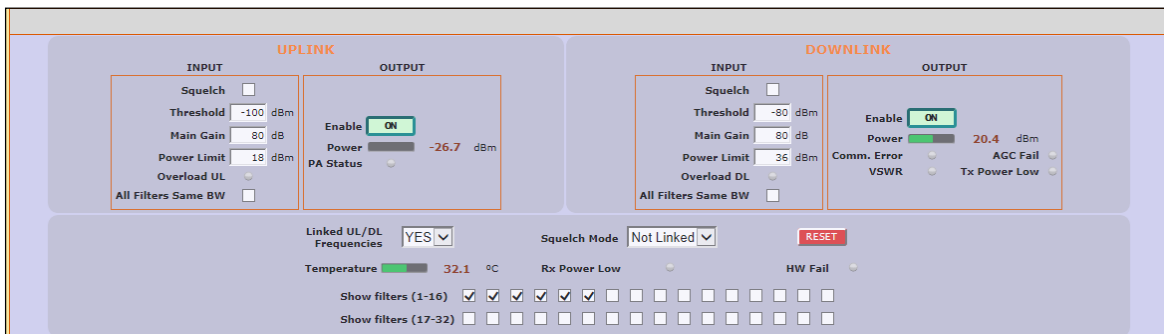 UPLINK
INPUT
OUTPUT
Squelch
Threshold -100 dBm
Main Gain 80 dB
Power Limit 18 dBm
Overload UL
All Filters Same BW
Enable ON
Power -26.7 dBm
PA Status
DOWNLINK
INPUT
OUTPUT
Squelch
Threshold -80 dBm
Main Gain 80 dB
Power Limit 36 dBm
Overload DL
All Filters Same BW
Enable ON
Power 20.4 dBm
Comm. Error AGC Fail
VSWR Tx Power Low
Linked UL/DL
Frequencies YES
Squelch Mode Not Linked
RESET
Temperature 32.1 ºC Rx Power Low HW Fail
Show filters (1-16)
Show filters (17-32)